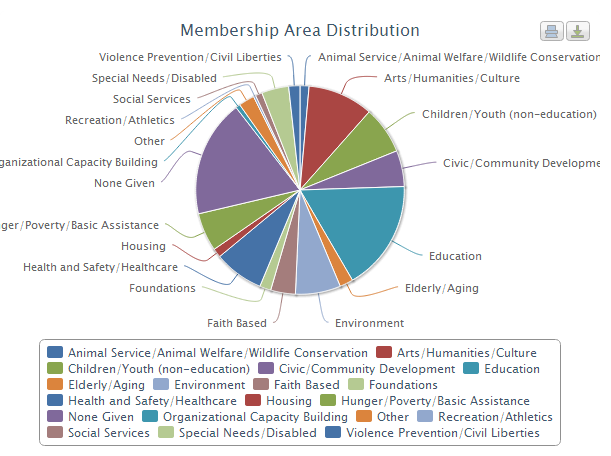 Membership Area Distribution
Violence Prevention/Civil Liberties
Animal Service/Animal Welfare/Wildlife Conservation
Special Needs/Disabled
Arts/Humanities/Culture
Social Services
Children/Youth (non-education)
Recreation/Athletics
Other
ganizational Capacity Building
Civic/Community Developme
None Given
ger/Poverty/Basic Assistance
Housing
Education
Health and Safety/Healthcare
Foundations
Elderly/Aging
Faith Based
Environment
Animal Service/Animal Welfare/Wildlife Conservation Arts/Humanities/Culture
Children/Youth (non-education) Civic/Community Development Education
Elderly/Aging Environment Faith Based Foundations
Health and Safety/Healthcare Housing Hunger/Poverty/Basic Assistance
None Given Organizational Capacity Building Other Recreation/Athletics
Social Services Special Needs/Disabled Violence Prevention/Civil Liberties